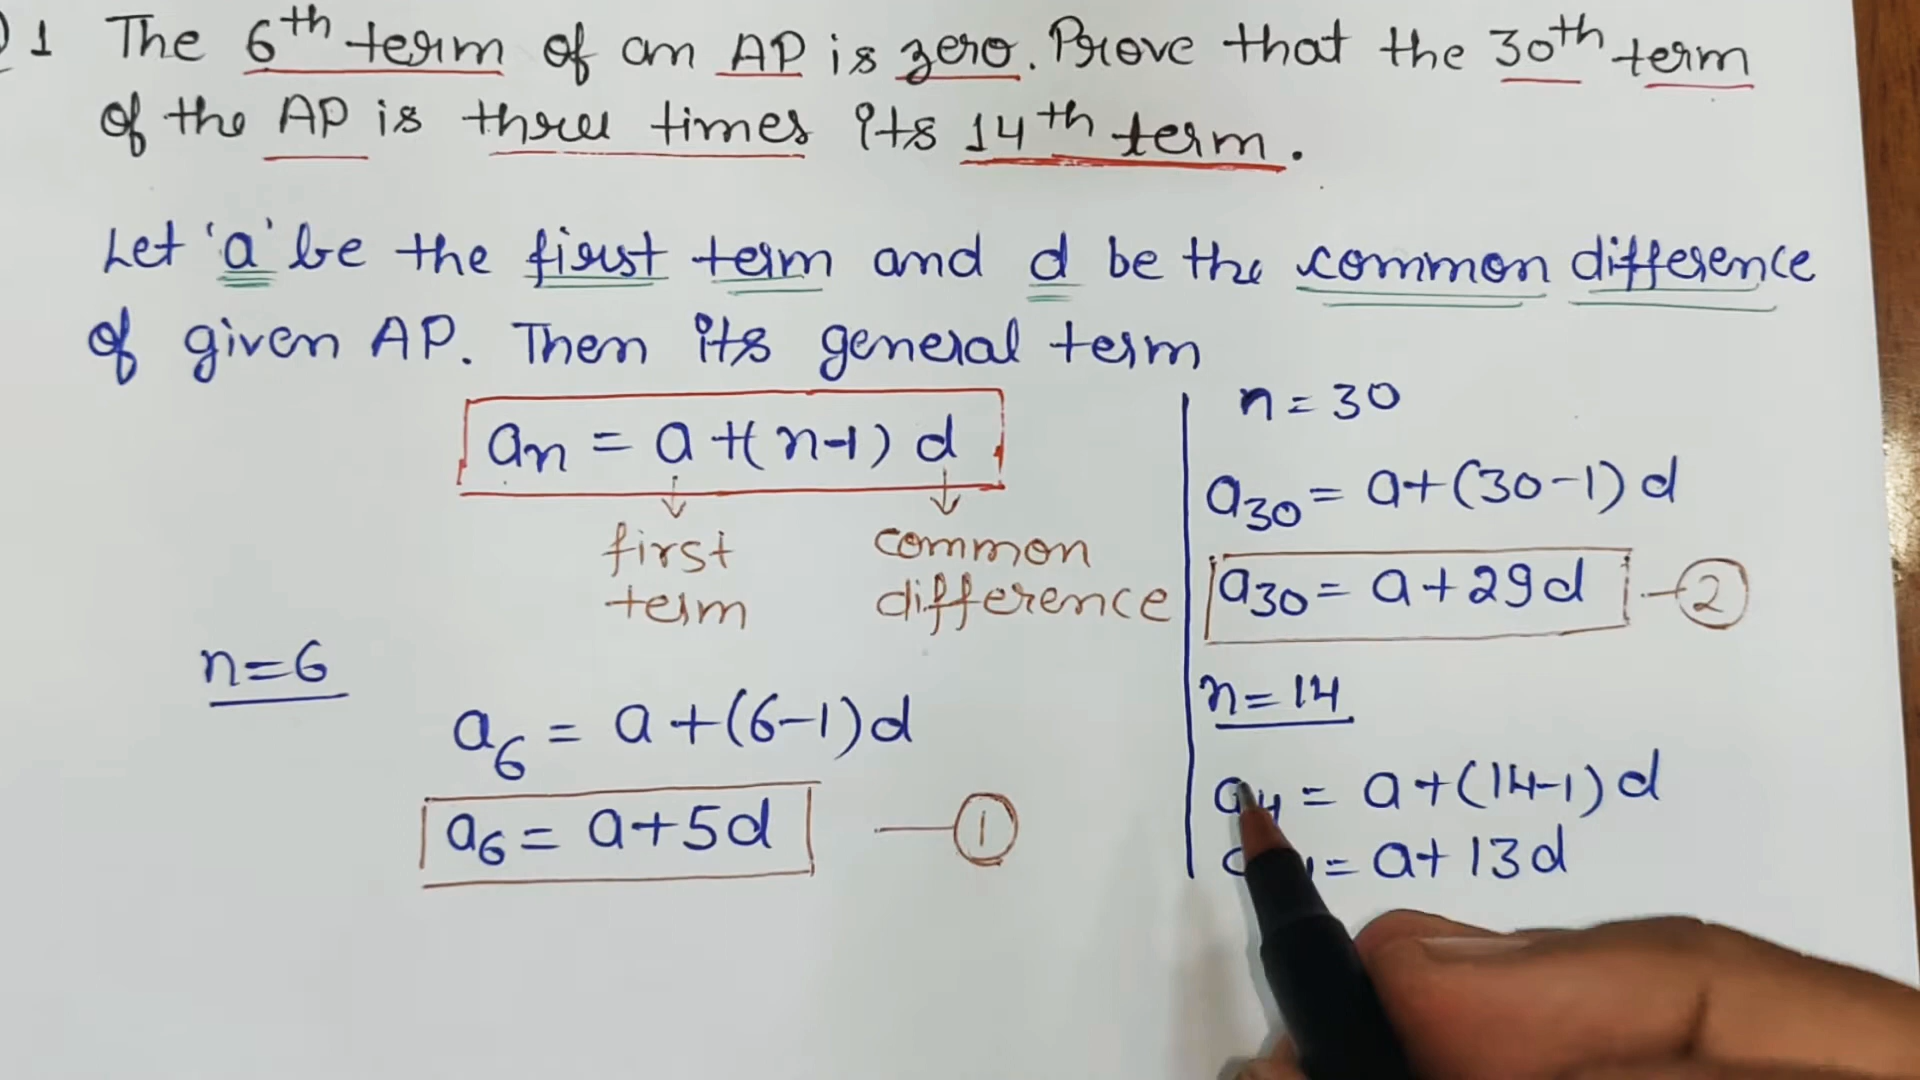 1 The 6th term of an AP is zero. Prove that the 30th term
of the AP is three times its 14th term.
Let 'a' be the first term and d be the common difference
of given AP. Then its general term
an = a+(n-1) d
first term
common difference
n=6
a6 = a+(6-1)d
a6 = a+5d —①
n=30
a30 = a+(30-1)d
a30 = a+29d —②
n=14
= a+(14-1)d
= a+13d